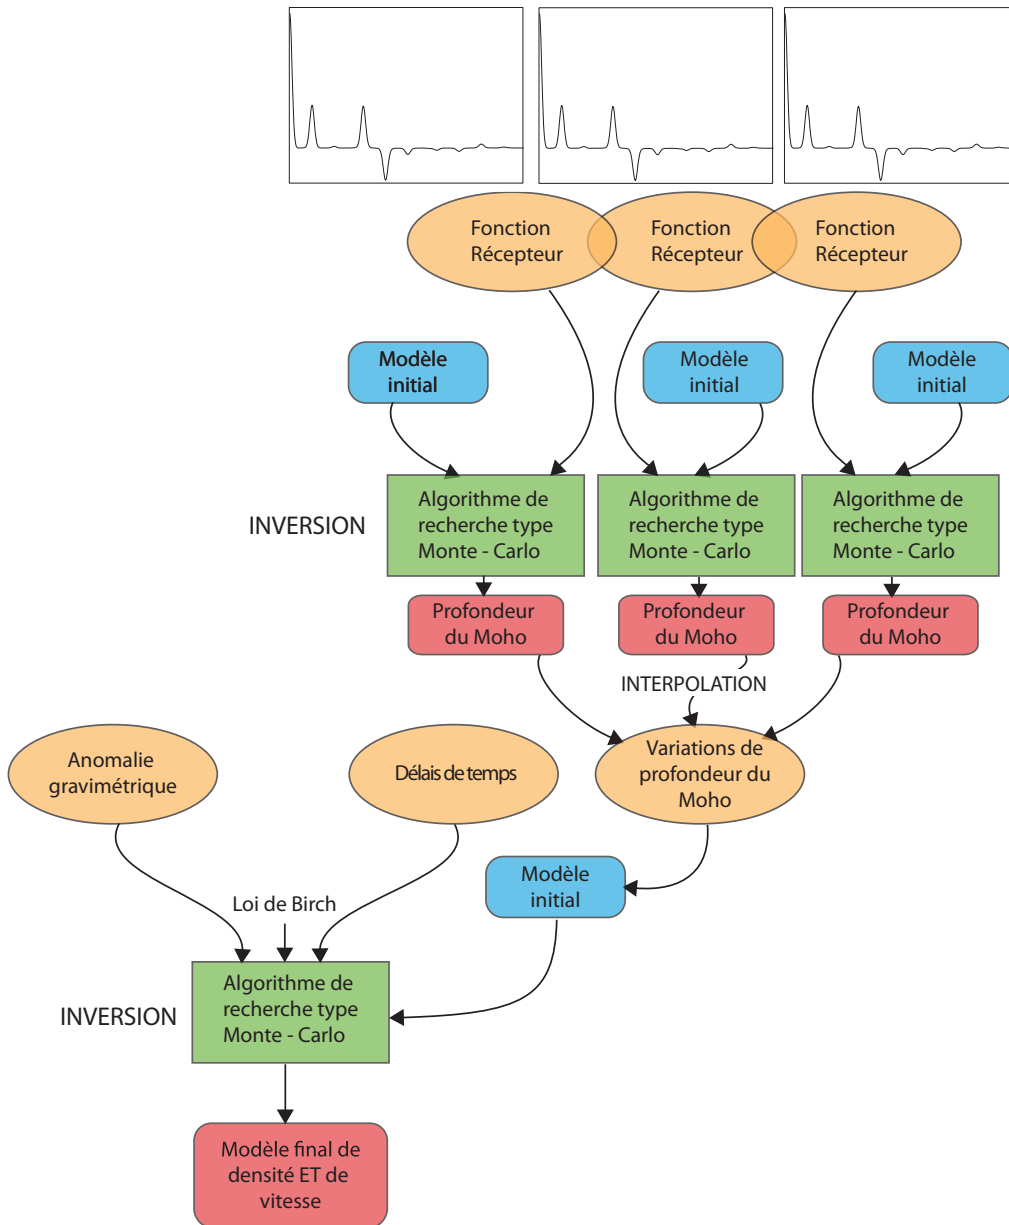 Fonction
Récepteur
Fonction
Récepteur
Fonction
Récepteur
Modèle
initial
Modèle
initial
Modèle
initial
INVERSION
Algorithme de
recherche type
Monte - Carlo
Algorithme de
recherche type
Monte - Carlo
Algorithme de
recherche type
Monte - Carlo
Profondeur
du Moho
Profondeur
du Moho
Profondeur
du Moho
INTERPOLATION
Anomalie
gravimétrique
Délais de temps
Variations de
profondeur du
Moho
Modèle
initial
Loi de Birch
INVERSION
Algorithme de
recherche type
Monte - Carlo
Modèle final de
densité ET de
vitesse